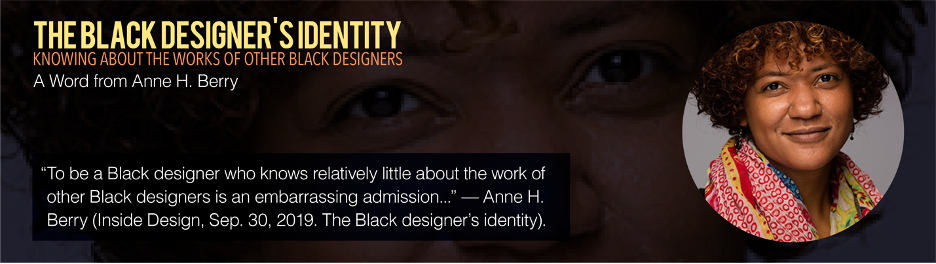 THE BLACK DESIGNER'S IDENTITY
KNOWING ABOUT THE WORKS OF OTHER BLACK DESIGNERS
A Word from Anne H. Berry
“To be a Black designer who knows relatively little about the work of
other Black designers is an embarrassing admission...” — Anne H.
Berry (Inside Design, Sep. 30, 2019. The Black designer’s identity).